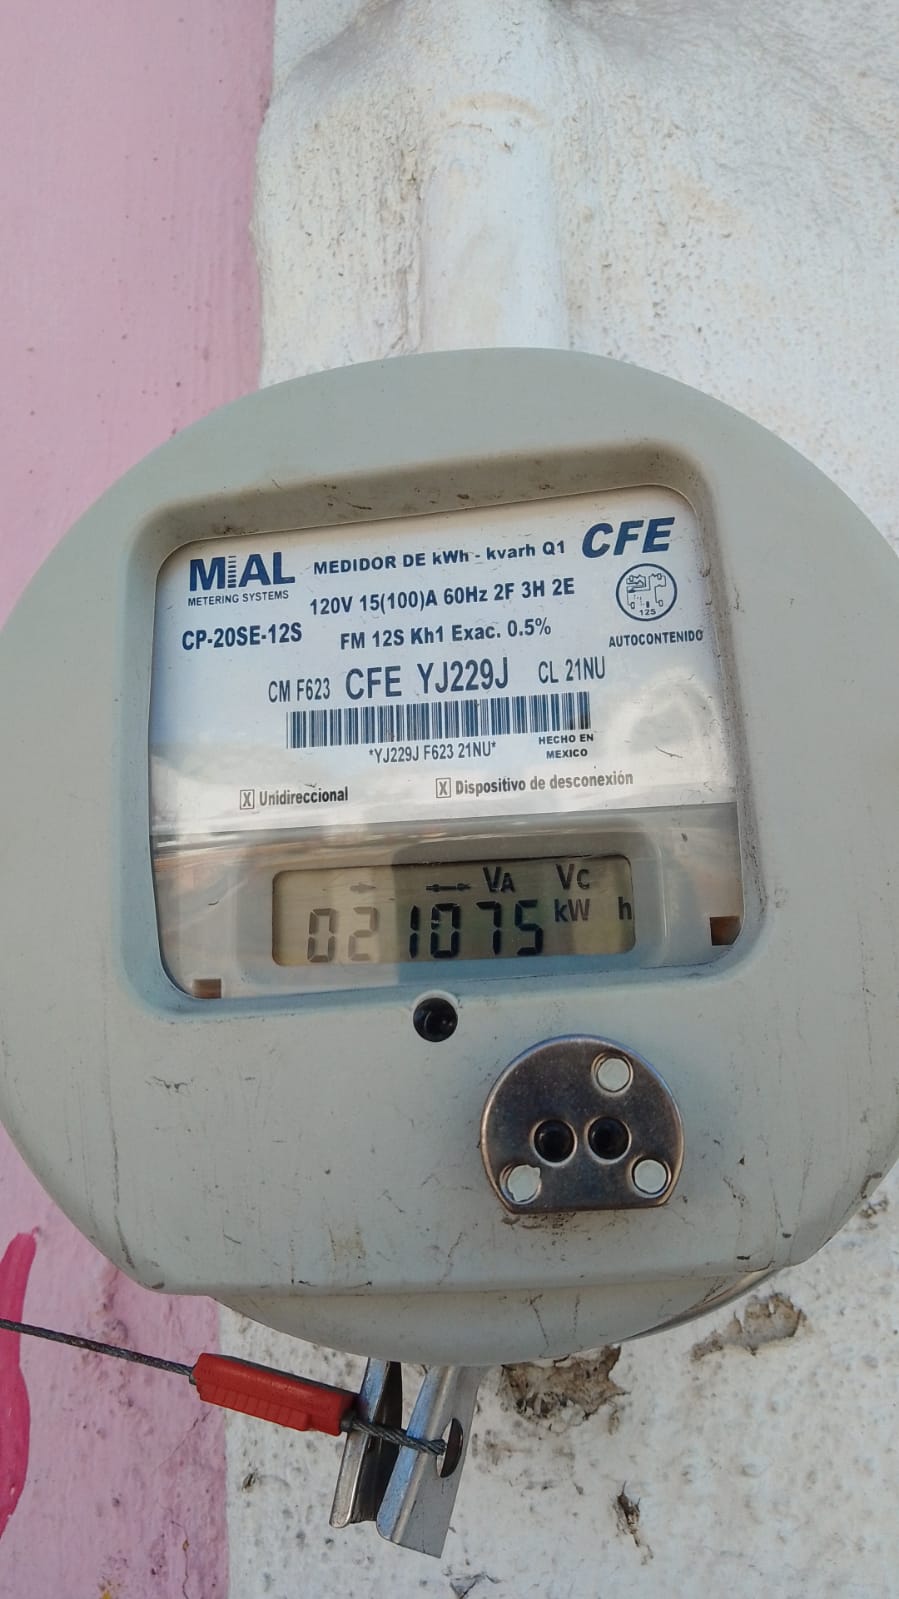 MIAL
METERING SYSTEMS
MEDIDOR DE kWh - kvarh Q1
CFE
120V 15(100)A 60Hz 2F 3H 2E
12S
CP-20SE-12S
FM 12S Kh1 Exac. 0.5%
AUTOCONTENIDO
CM F623 CFE YJ229J CL 21NU
*YJ229J F623 21NU*
HECHO EN
MEXICO
X Unidireccional
X Dispositivo de desconexión
VA VC
02 1075 kW h